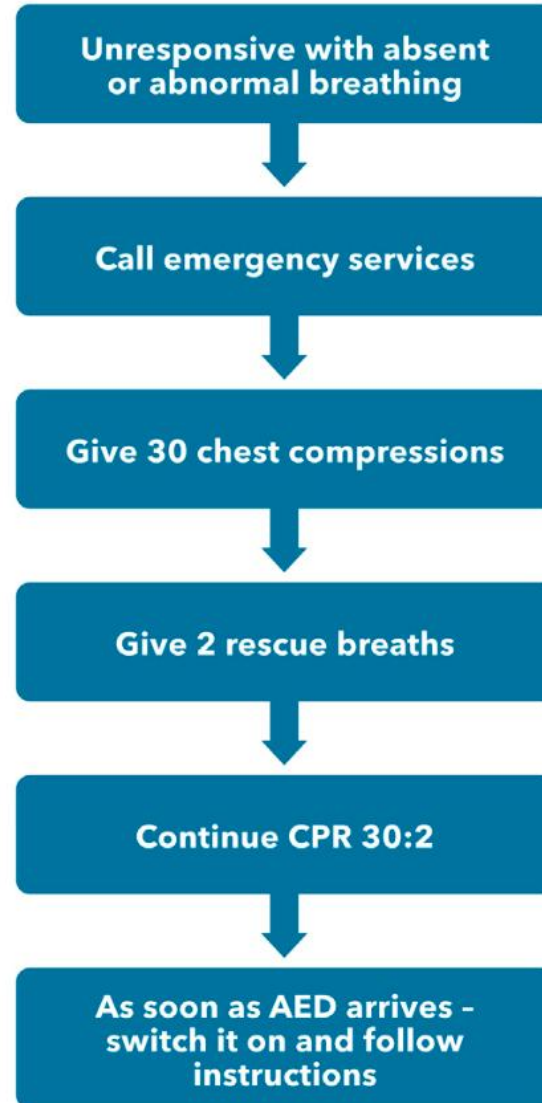 Unresponsive with absent
or abnormal breathing
Call emergency services
Give 30 chest compressions
Give 2 rescue breaths
Continue CPR 30:2
As soon as AED arrives –
switch it on and follow
instructions